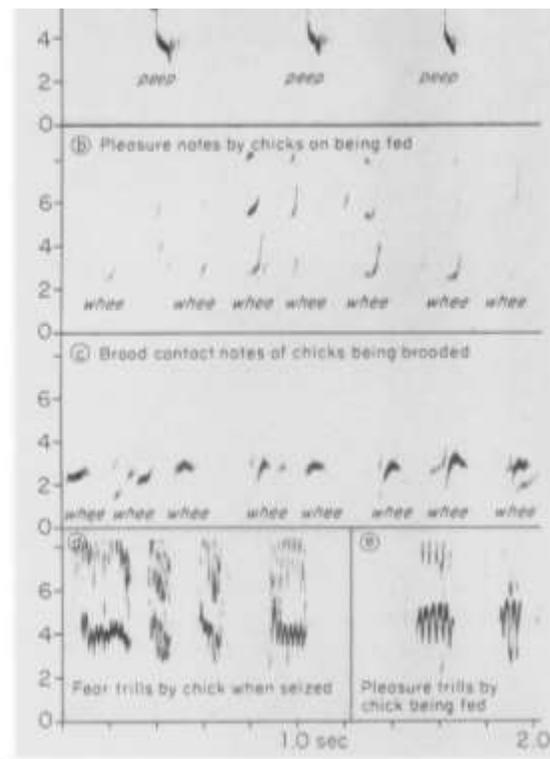 4
2
peep peep peep
0
ⓑ Pleasure notes by chicks on being fed
6
4
2
whee whee whee whee whee whee whee
0
ⓒ Brood contact notes of chicks being brooded
6
4
2
whee whee whee whee whee whee whee whee
0
ⓓ ⓔ
6
4
2
Fear trills by chick when seized
Pleasure trills by
chick being fed
0
1.0 sec 2.0